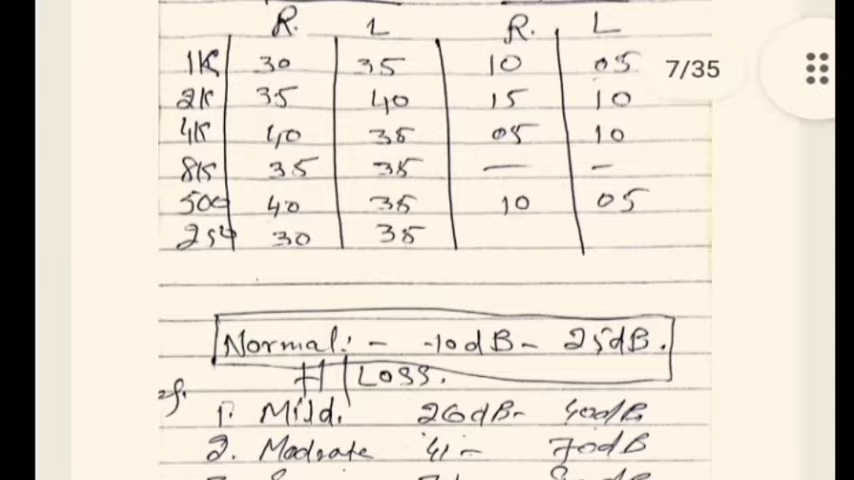 R. L R. L
1K 30 35 10 05
7/35
2K 35 40 15 10
4K 40 35 05 10
8K 35 35 — -
500 40 35 10 05
250 30 35
Normal:- -10dB- 25dB.
H/Loss.
1. Mild. 26dB- 40dB
2. Modrate 41- 70dB